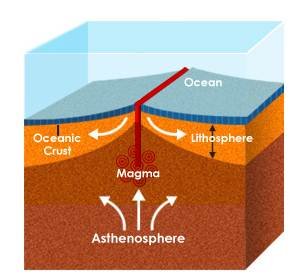 Ocean
Oceanic
Crust
Lithosphere
Magma
Asthenosphere